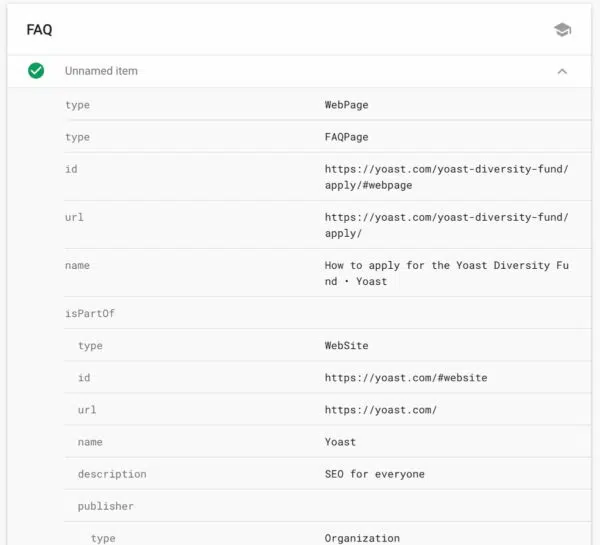 FAQ
Unnamed item
type WebPage
type FAQPage
id https://yoast.com/yoast-diversity-fund/
apply/#webpage
url https://yoast.com/yoast-diversity-fund/
apply/
name How to apply for the Yoast Diversity Fu
nd • Yoast
isPartOf
type WebSite
id https://yoast.com/#website
url https://yoast.com/
name Yoast
description SEO for everyone
publisher
type Organization